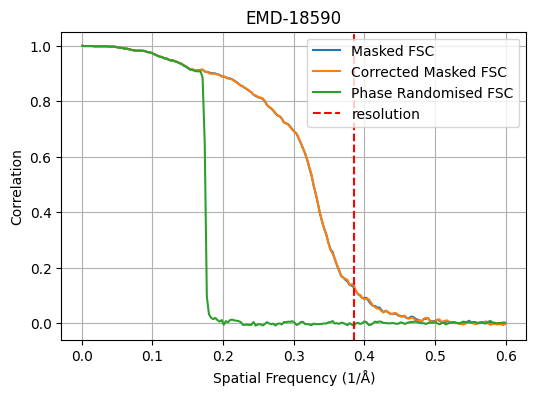 EMD-18590
Masked FSC
Corrected Masked FSC
Phase Randomised FSC
resolution
Correlation
1.0
0.8
0.6
0.4
0.2
0.0
0.0 0.1 0.2 0.3 0.4 0.5 0.6
Spatial Frequency (1/Å)